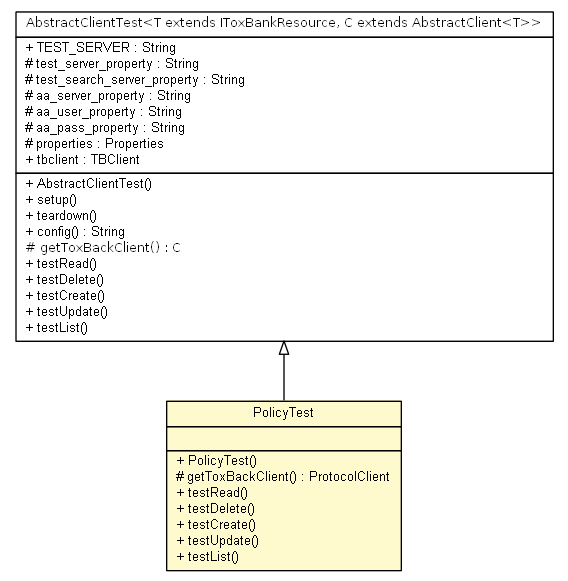 AbstractClientTest<T extends IToxBankResource, C extends AbstractClient<T>>
+ TEST_SERVER : String
# test_server_property : String
# test_search_server_property : String
# aa_server_property : String
# aa_user_property : String
# aa_pass_property : String
# properties : Properties
+ tbclient : TBClient
+ AbstractClientTest()
+ setup()
+ teardown()
+ config() : String
# getToxBackClient() : C
+ testRead()
+ testDelete()
+ testCreate()
+ testUpdate()
+ testList()
PolicyTest
+ PolicyTest()
# getToxBackClient() : ProtocolClient
+ testRead()
+ testDelete()
+ testCreate()
+ testUpdate()
+ testList()